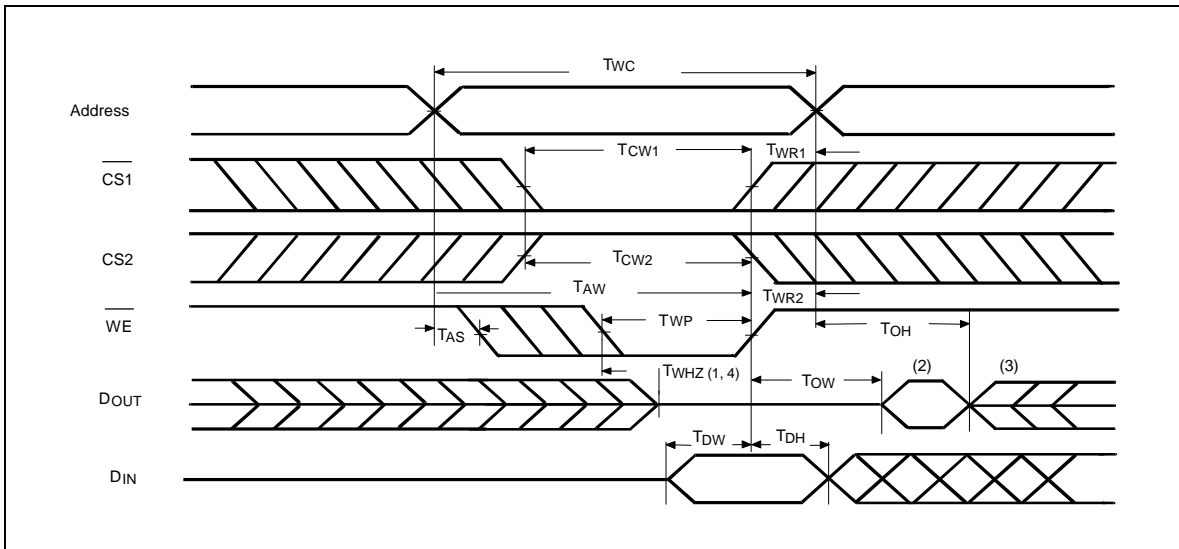 TWC
Address
TCW1
TWR1
CS1
CS2
TCW2
TAW
TWR2
WE
TWP
TAS
TOH
TWHZ (1, 4)
TOW
(2)
(3)
DOUT
TDW
TDH
DIN